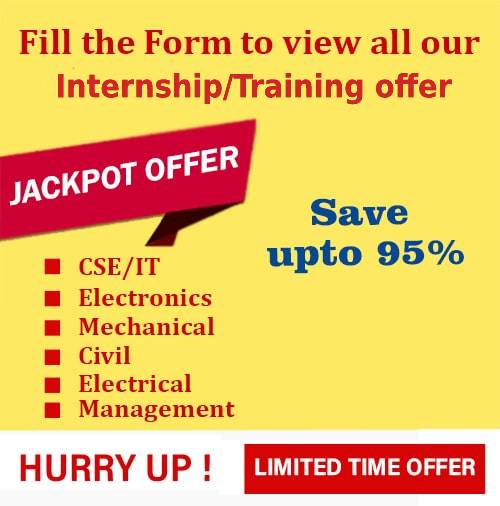 Fill the Form to view all our
Internship/Training offer
JACKPOT OFFER
Save
upto 95%
CSE/IT
Electronics
Mechanical
Civil
Electrical
Management
HURRY UP !
LIMITED TIME OFFER